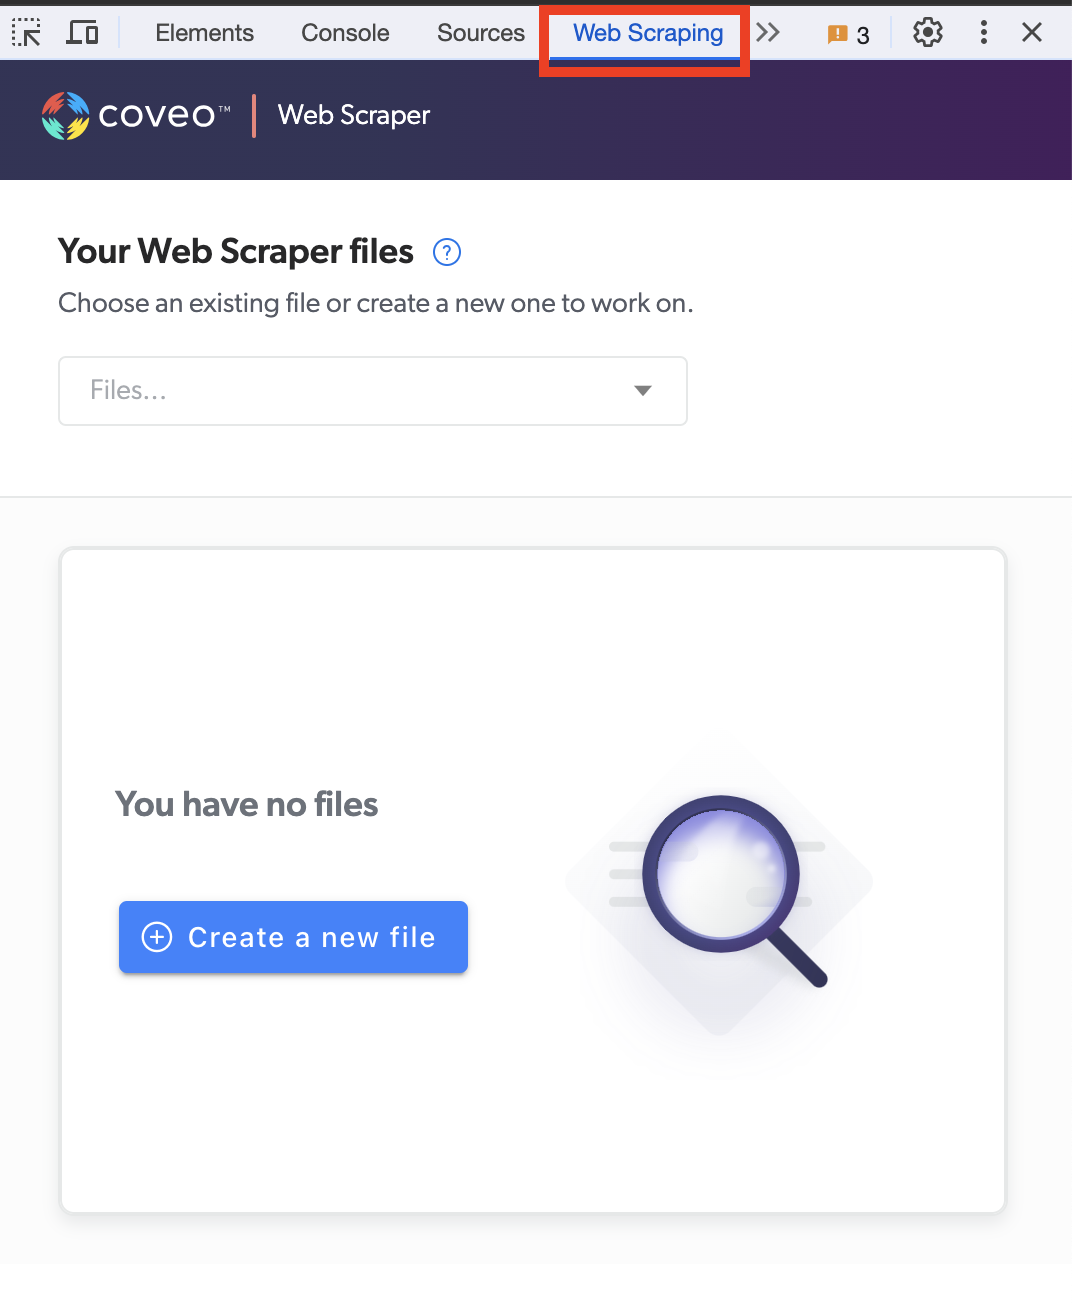 Elements Console Sources Web Scraping 3
coveo™ Web Scraper
Your Web Scraper files ?
Choose an existing file or create a new one to work on.
Files...
You have no files
Create a new file